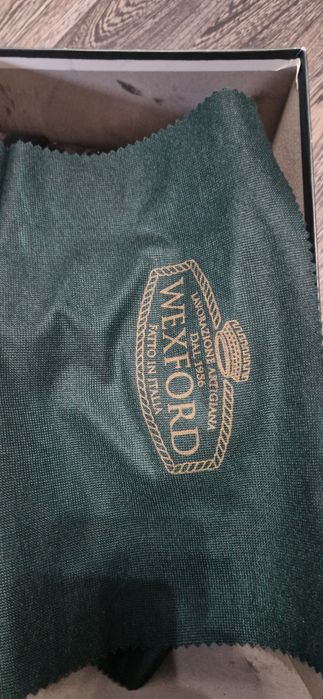 LAVORAZIONE ARTIGIANA
DAL 1936
WEXFORD
FATTO IN ITALIA